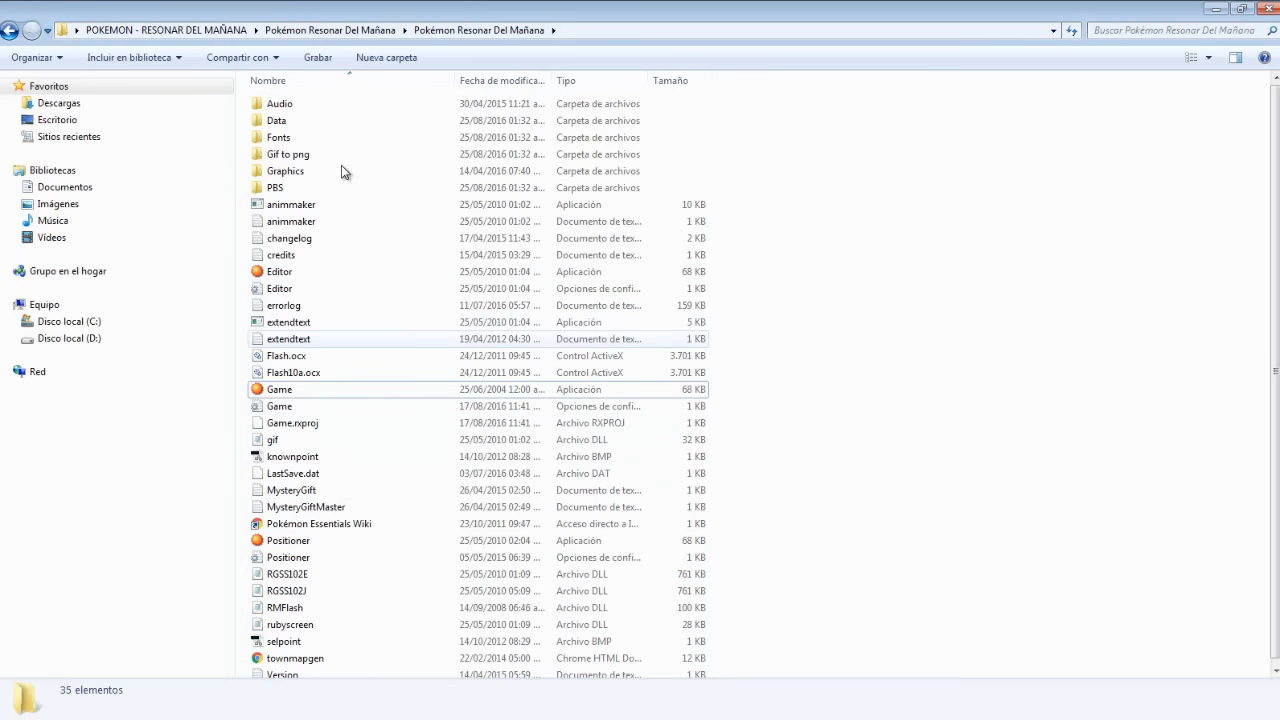 POKEMON - RESONAR DEL MAÑANA Pokémon Resonar Del Mañana Pokémon Resonar Del Mañana Buscar Pokémon Resonar Del Mañana
Organizar Incluir en biblioteca Compartir con Grabar Nueva carpeta
Favoritos
Descargas
Escritorio
Sitios recientes
Bibliotecas
Documentos
Imágenes
Música
Vídeos
Grupo en el hogar
Equipo
Disco local (C:)
Disco local (D:)
Red
Nombre Fecha de modifica... Tipo Tamaño
Audio 30/04/2015 11:21 a... Carpeta de archivos
Data 25/08/2016 01:32 a... Carpeta de archivos
Fonts 25/08/2016 01:32 a... Carpeta de archivos
Gif to png 25/08/2016 01:32 a... Carpeta de archivos
Graphics 14/04/2016 07:40 ... Carpeta de archivos
PBS 25/08/2016 01:32 a... Carpeta de archivos
animmaker 25/05/2010 01:02 ... Aplicación 10 KB
animmaker 25/05/2010 01:02 ... Documento de tex... 1 KB
changelog 17/04/2015 11:43 ... Documento de tex... 2 KB
credits 15/04/2015 03:29 ... Documento de tex... 1 KB
Editor 25/05/2010 01:04 ... Aplicación 68 KB
Editor 25/05/2010 01:04 ... Opciones de confi... 1 KB
errorlog 11/07/2016 05:57 ... Documento de tex... 159 KB
extendtext 25/05/2010 01:04 ... Aplicación 5 KB
extendtext 19/04/2012 04:30 ... Documento de tex... 1 KB
Flash.ocx 24/12/2011 09:45 ... Control ActiveX 3.701 KB
Flash10a.ocx 24/12/2011 09:45 ... Control ActiveX 3.701 KB
Game 25/06/2004 12:00 a... Aplicación 68 KB
Game 17/08/2016 11:41 ... Opciones de confi... 1 KB
Game.rxproj 17/08/2016 11:41 ... Archivo RXPROJ 1 KB
gif 25/05/2010 01:02 ... Archivo DLL 32 KB
knownpoint 14/10/2012 08:28 ... Archivo BMP 1 KB
LastSave.dat 03/07/2016 03:48 ... Archivo DAT 1 KB
MysteryGift 26/04/2015 02:50 ... Documento de tex... 1 KB
MysteryGiftMaster 26/04/2015 02:49 ... Documento de tex... 1 KB
Pokémon Essentials Wiki 23/10/2011 09:47 ... Acceso directo a I... 1 KB
Positioner 25/05/2010 02:04 ... Aplicación 68 KB
Positioner 05/05/2015 06:39 ... Opciones de confi... 1 KB
RGSS102E 25/05/2010 01:09 ... Archivo DLL 761 KB
RGSS102J 25/05/2010 05:09 ... Archivo DLL 761 KB
RMFlash 14/09/2008 06:46 a... Archivo DLL 100 KB
rubyscreen 25/05/2010 01:09 ... Archivo DLL 28 KB
selpoint 14/10/2012 08:29 ... Archivo BMP 1 KB
townmapgen 22/02/2014 05:00 ... Chrome HTML Do... 12 KB
Version 14/04/2015 05:59 ... Documento de tex... 1 KB
35 elementos